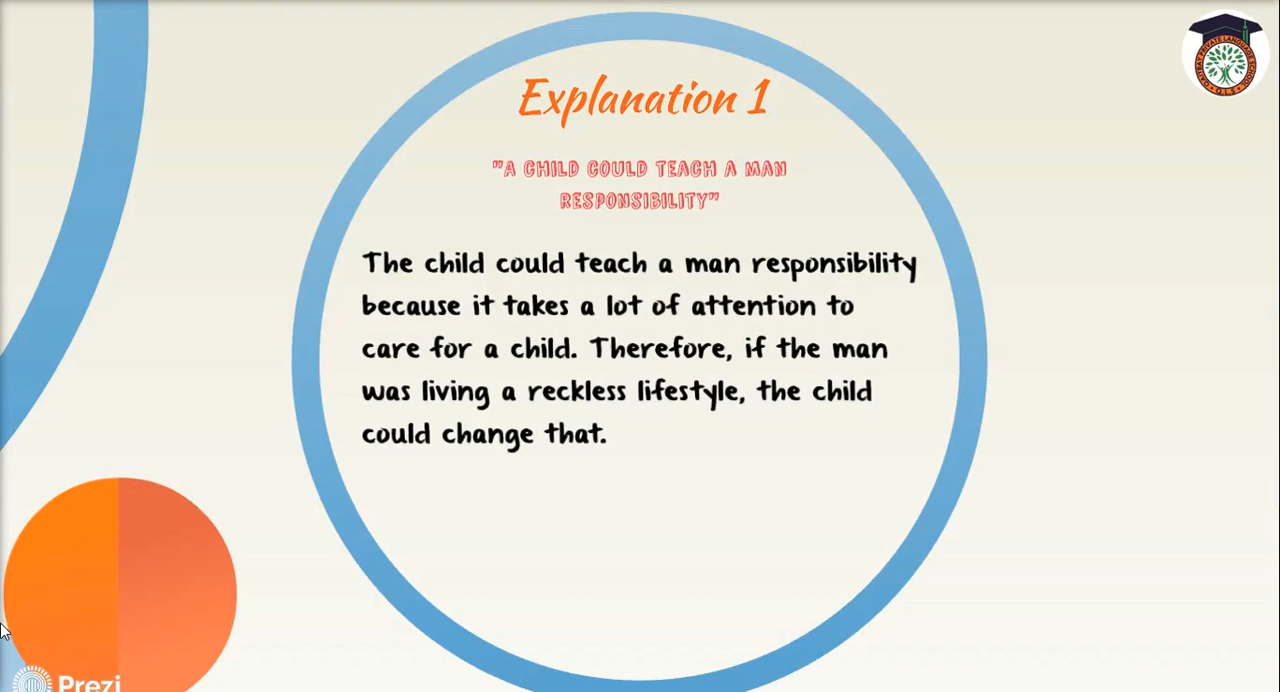 Explanation 1
"A CHILD COULD TEACH A MAN
RESPONSIBILITY"
The child could teach a man responsibility
because it takes a lot of attention to
care for a child. Therefore, if the man
was living a reckless lifestyle, the child
could change that.
Prezi